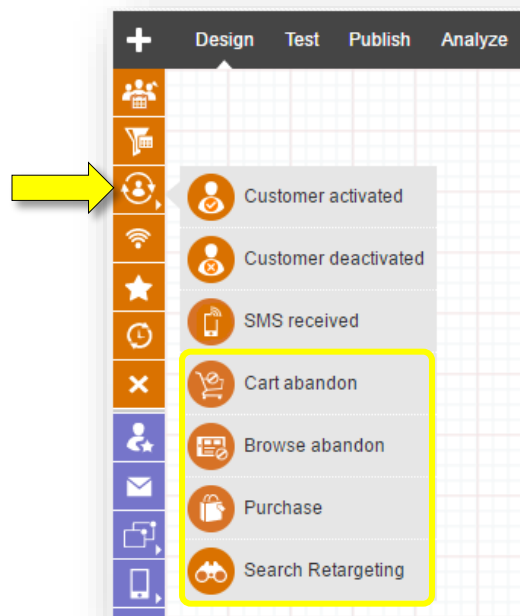 Design Test Publish Analyze
Customer activated
Customer deactivated
SMS received
Cart abandon
Browse abandon
Purchase
Search Retargeting